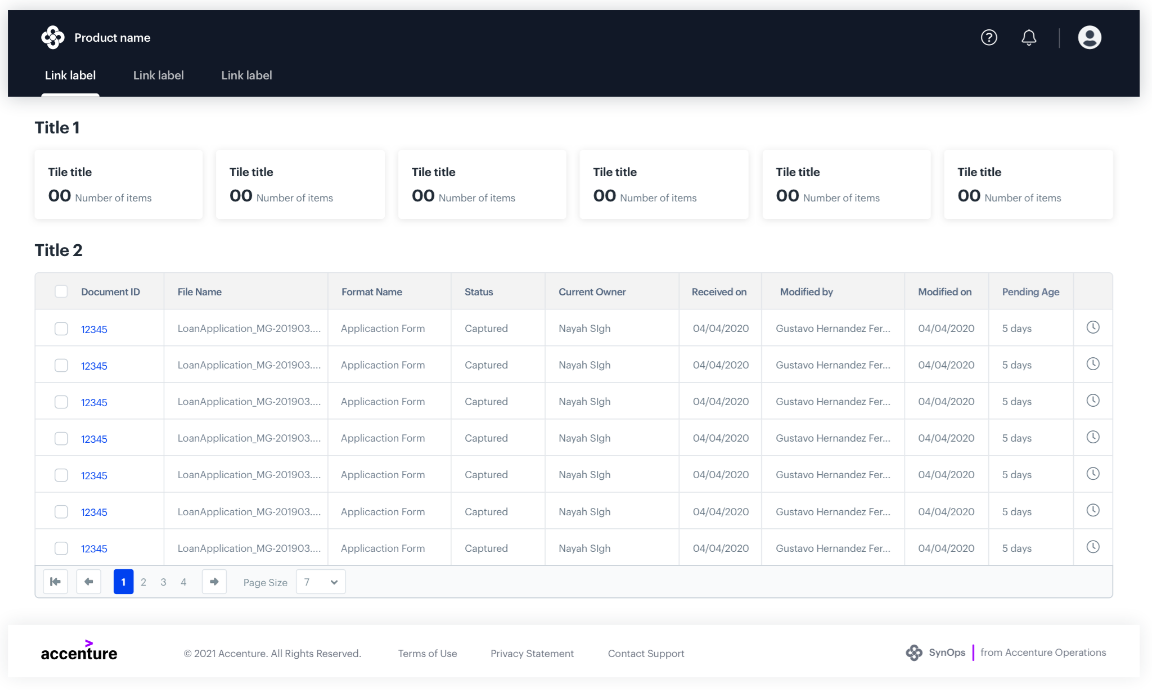 Product name
Link label Link label Link label
Title 1
Tile title Tile title Tile title Tile title Tile title Tile title
00 Number of items 00 Number of items 00 Number of items 00 Number of items 00 Number of items 00 Number of items
Title 2
Document ID File Name Format Name Status Current Owner Received on Modified by Modified on Pending Age
12345 LoanApplication_MG-201903.... Applicaction Form Captured Nayah SIgh 04/04/2020 Gustavo Hernandez Fer... 04/04/2020 5 days
12345 LoanApplication_MG-201903.... Applicaction Form Captured Nayah SIgh 04/04/2020 Gustavo Hernandez Fer... 04/04/2020 5 days
12345 LoanApplication_MG-201903.... Applicaction Form Captured Nayah SIgh 04/04/2020 Gustavo Hernandez Fer... 04/04/2020 5 days
12345 LoanApplication_MG-201903.... Applicaction Form Captured Nayah SIgh 04/04/2020 Gustavo Hernandez Fer... 04/04/2020 5 days
12345 LoanApplication_MG-201903.... Applicaction Form Captured Nayah SIgh 04/04/2020 Gustavo Hernandez Fer... 04/04/2020 5 days
12345 LoanApplication_MG-201903.... Applicaction Form Captured Nayah SIgh 04/04/2020 Gustavo Hernandez Fer... 04/04/2020 5 days
12345 LoanApplication_MG-201903.... Applicaction Form Captured Nayah SIgh 04/04/2020 Gustavo Hernandez Fer... 04/04/2020 5 days
1 2 3 4 Page Size 7
accenture © 2021 Accenture. All Rights Reserved. Terms of Use Privacy Statement Contact Support SynOps from Accenture Operations